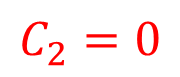 C₂ = 0